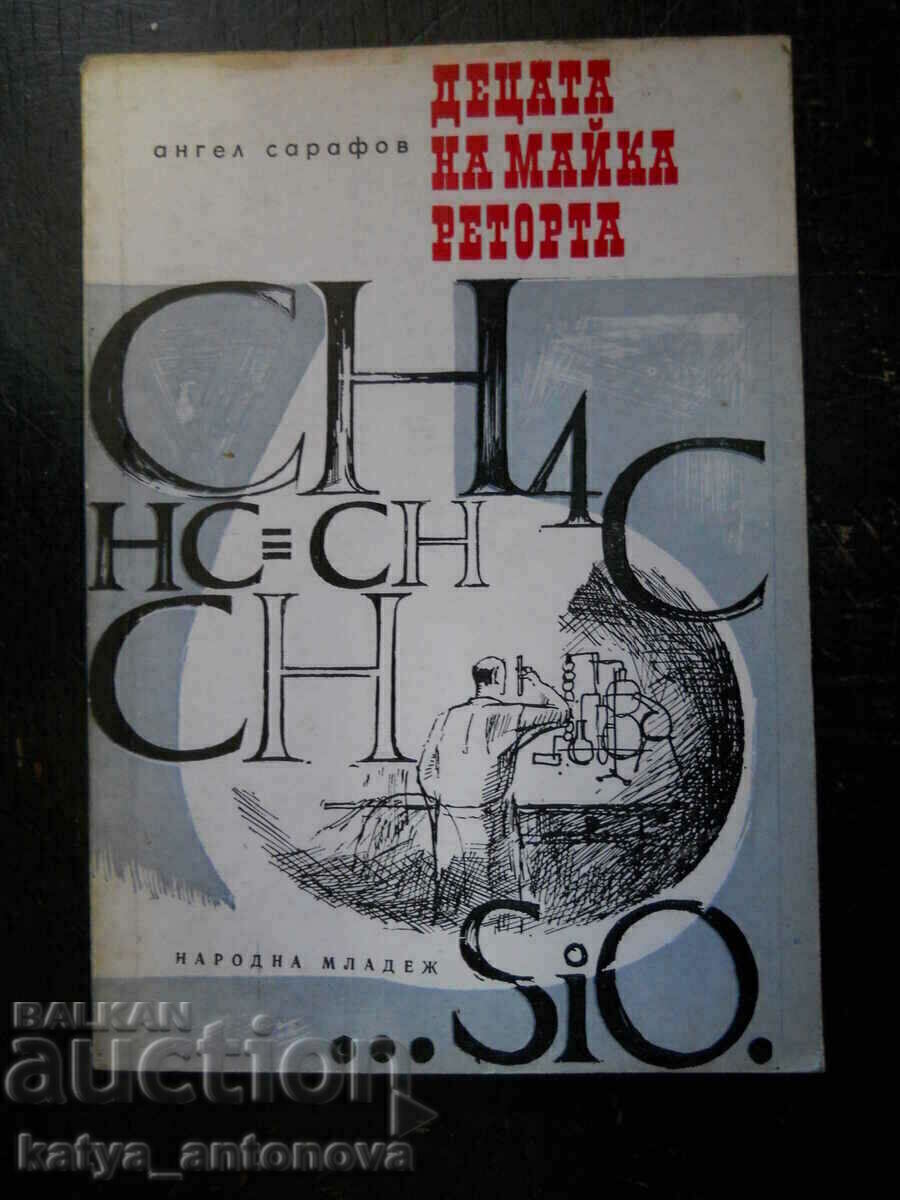 ДЕЦАТА
НА МАЙКА
РЕТОРТА
ангел сарафов
CH4
C
HC≡CH
CH
НАРОДНА МЛАДЕЖ
...SiO.
BALKAN
auction
katya_antonova